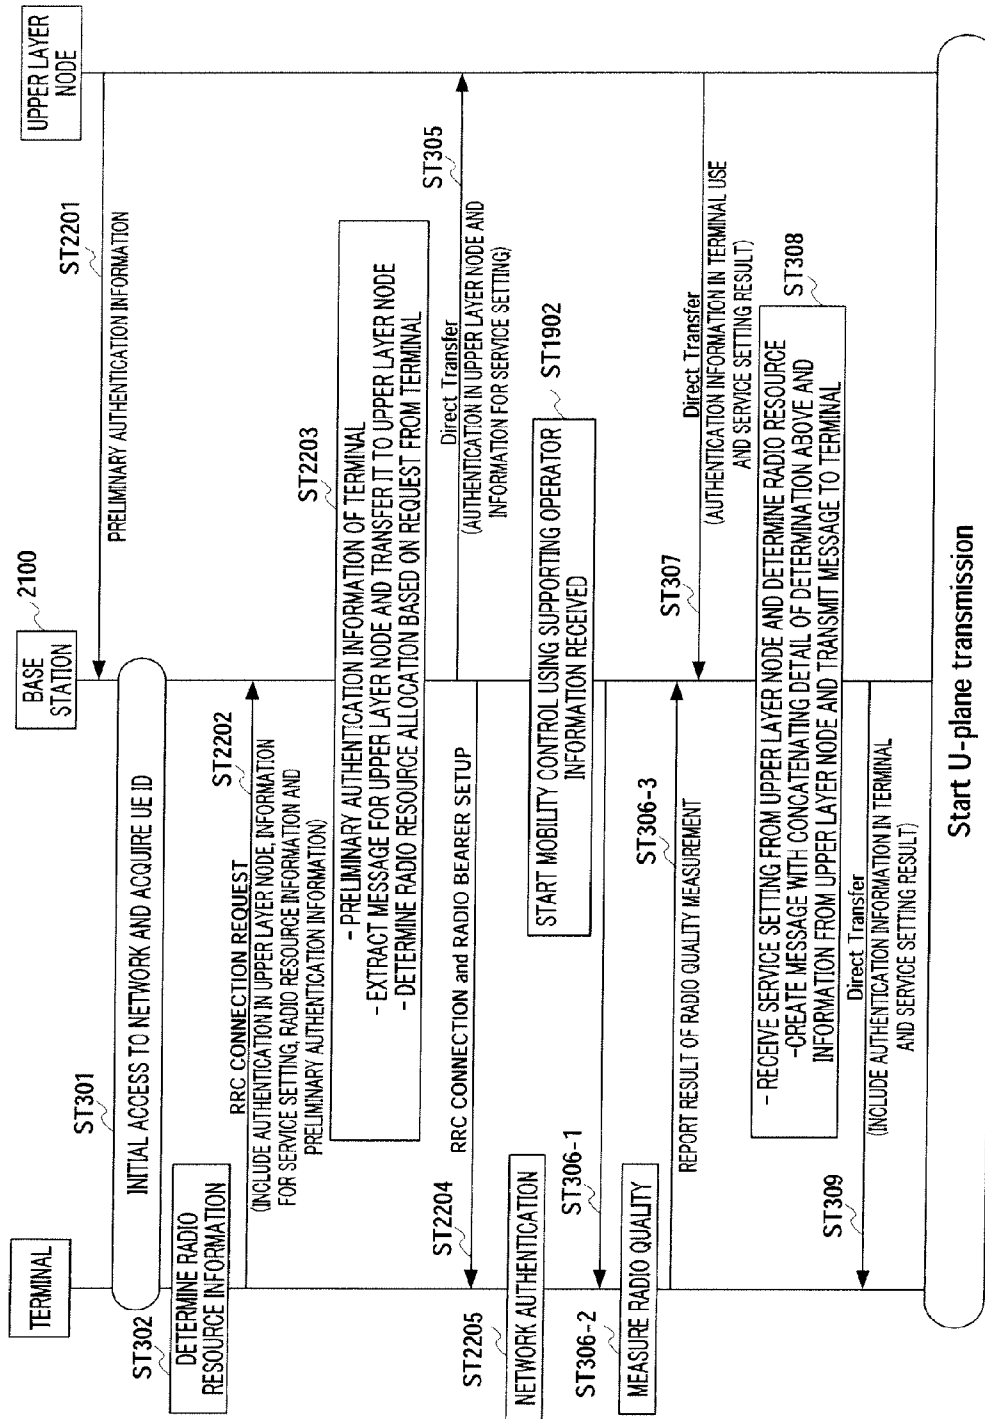 TERMINAL
BASE
STATION
2100
UPPER LAYER
NODE
ST2201
PRELIMINARY AUTHENTICATION INFORMATION
ST301
INITIAL ACCESS TO NETWORK AND ACQUIRE UE ID
ST302
DETERMINE RADIO
RESOURCE INFORMATION
ST2202
RRC CONNECTION REQUEST
(INCLUDE AUTHENTICATION IN UPPER LAYER NODE, INFORMATION
FOR SERVICE SETTING, RADIO RESOURCE INFORMATION AND
PRELIMINARY AUTHENTICATION INFORMATION)
ST2203
- PRELIMINARY AUTHENTICATION INFORMATION OF TERMINAL
- EXTRACT MESSAGE FOR UPPER LAYER NODE AND TRANSFER IT TO UPPER LAYER NODE
- DETERMINE RADIO RESOURCE ALLOCATION BASED ON REQUEST FROM TERMINAL
ST305
Direct Transfer
(AUTHENTICATION IN UPPER LAYER NODE AND
INFORMATION FOR SERVICE SETTING)
ST2204
RRC CONNECTION and RADIO BEARER SETUP
ST2205
NETWORK AUTHENTICATION
ST1902
START MOBILITY CONTROL USING SUPPORTING OPERATOR
INFORMATION RECEIVED
ST306-1
ST306-2
MEASURE RADIO QUALITY
ST306-3
REPORT RESULT OF RADIO QUALITY MEASUREMENT
ST307
Direct Transfer
(AUTHENTICATION INFORMATION IN TERMINAL USE
AND SERVICE SETTING RESULT)
ST308
- RECEIVE SERVICE SETTING FROM UPPER LAYER NODE AND DETERMINE RADIO RESOURCE
-CREATE MESSAGE WITH CONCATENATING DETAIL OF DETERMINATION ABOVE AND
INFORMATION FROM UPPER LAYER NODE AND TRANSMIT MESSAGE TO TERMINAL
ST309
Direct Transfer
(INCLUDE AUTHENTICATION INFORMATION IN TERMINAL
AND SERVICE SETTING RESULT)
Start U-plane transmission